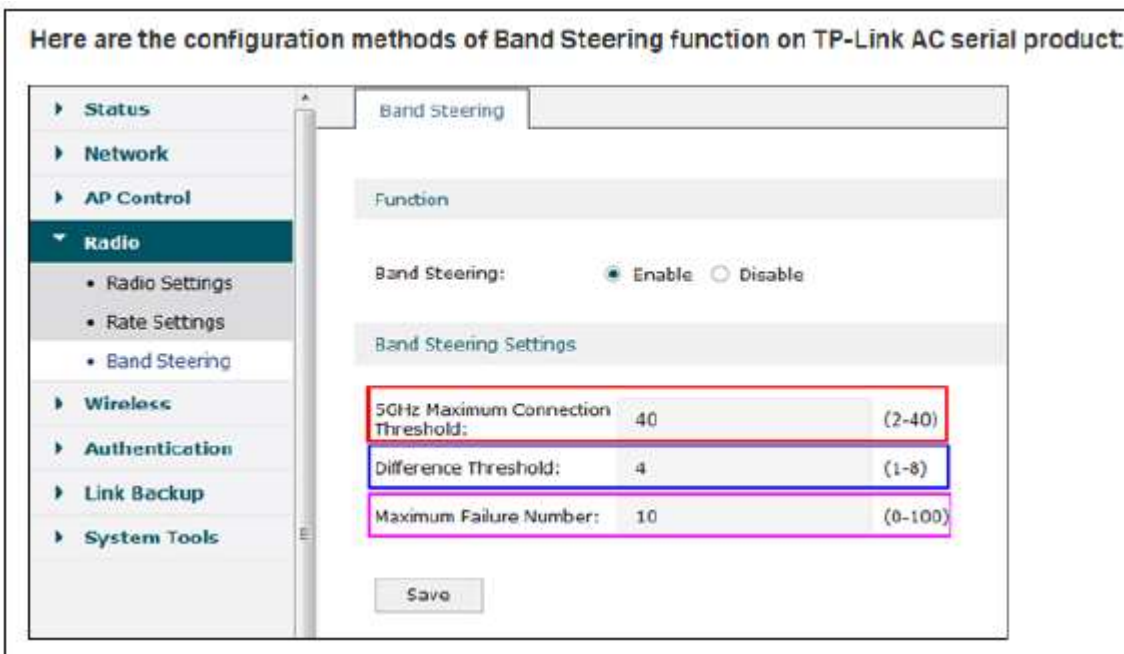 Here are the configuration methods of Band Steering function on TP-Link AC serial product:
Status
Network
AP Control
Radio
• Radio Settings
• Rate Settings
• Band Steering
Wireless
Authentication
Link Backup
System Tools
Band Steering
Function
Band Steering: Enable Disable
Band Steering Settings
5GHz Maximum Connection
Threshold: 40 (2-40)
Difference Threshold: 4 (1-8)
Maximum Failure Number: 10 (0-100)
Save